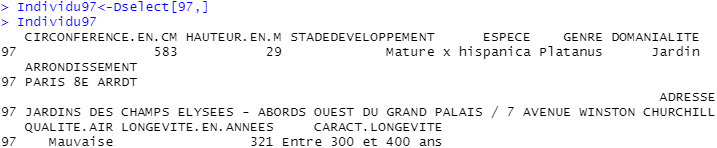 > Individu97<-Dselect[97,]
> Individu97
CIRCONFERENCE.EN.CM HAUTEUR.EN.M STADEDEVELOPPEMENT ESPECE GENRE DOMANIALITE
97 583 29 Mature x hispanica Platanus Jardin
ARRONDISSEMENT
97 PARIS 8E ARRDT
ADRESSE
97 JARDINS DES CHAMPS ELYSEES - ABORDS OUEST DU GRAND PALAIS / 7 AVENUE WINSTON CHURCHILL
QUALITE.AIR LONGEVITE.EN.ANNEES CARACT.LONGEVITE
97 Mauvaise 321 Entre 300 et 400 ans